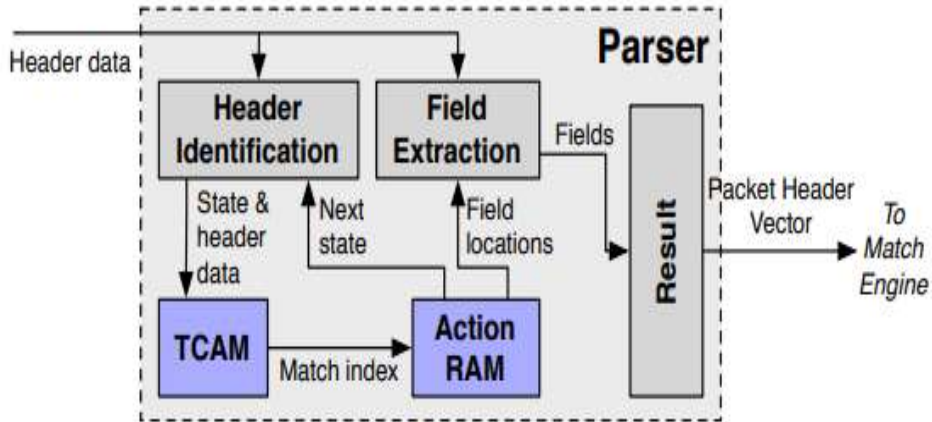 Parser
Header data
Header
Identification
Field
Extraction
Fields
State &
header
data
Next
state
Field
locations
Packet Header
Vector
To
Match
Engine
Result
TCAM
Match index
Action
RAM